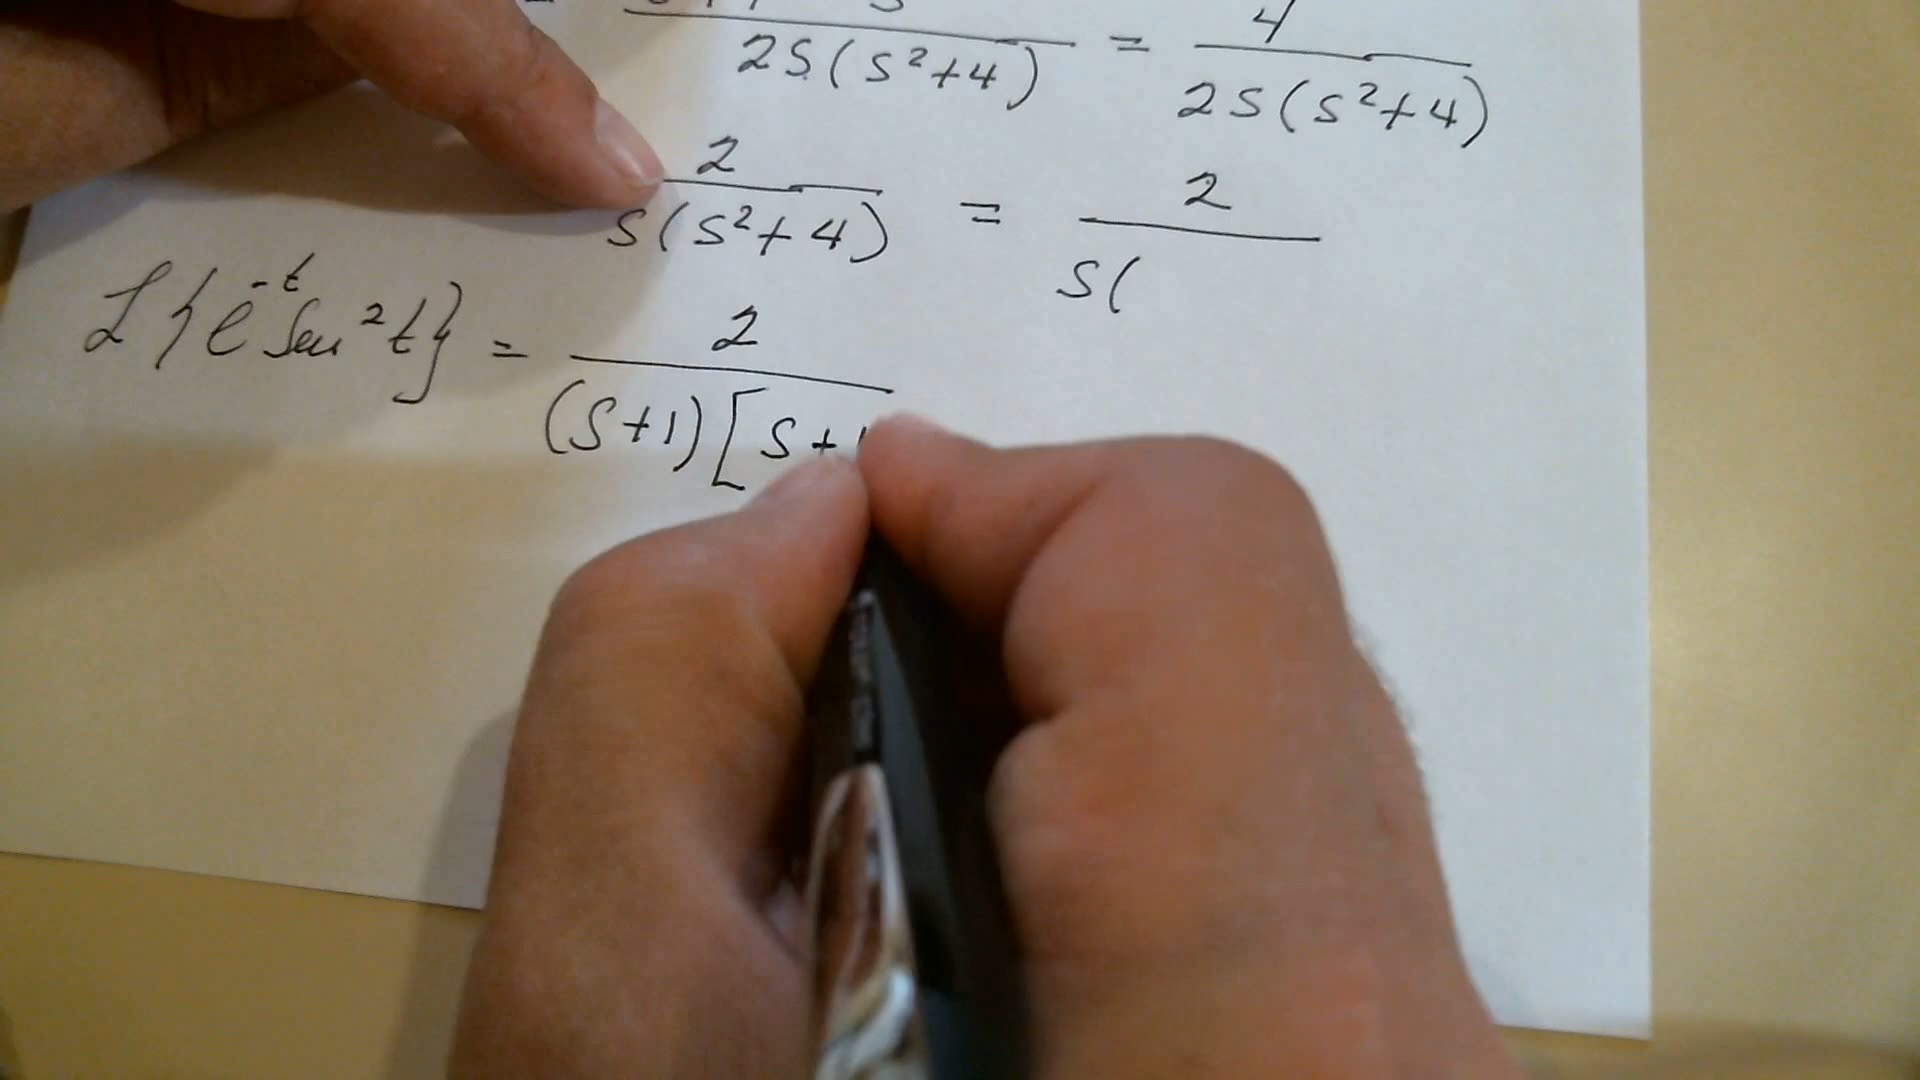 2S(S²+4) = 4 / 2S(S²+4)
2 / S(S²+4) = 2 / S(
L{e^-t Sen²t} = 2 / (S+1)[S+